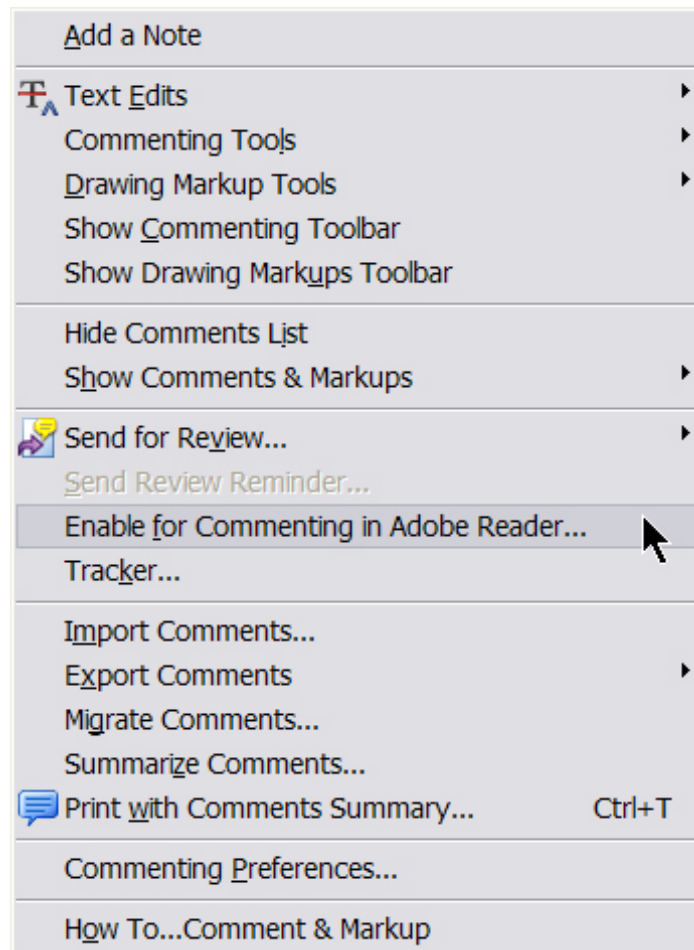 Add a Note
Text Edits
Commenting Tools
Drawing Markup Tools
Show Commenting Toolbar
Show Drawing Markups Toolbar
Hide Comments List
Show Comments & Markups
Send for Review...
Send Review Reminder...
Enable for Commenting in Adobe Reader...
Tracker...
Import Comments...
Export Comments
Migrate Comments...
Summarize Comments...
Print with Comments Summary... Ctrl+T
Commenting Preferences...
How To...Comment & Markup